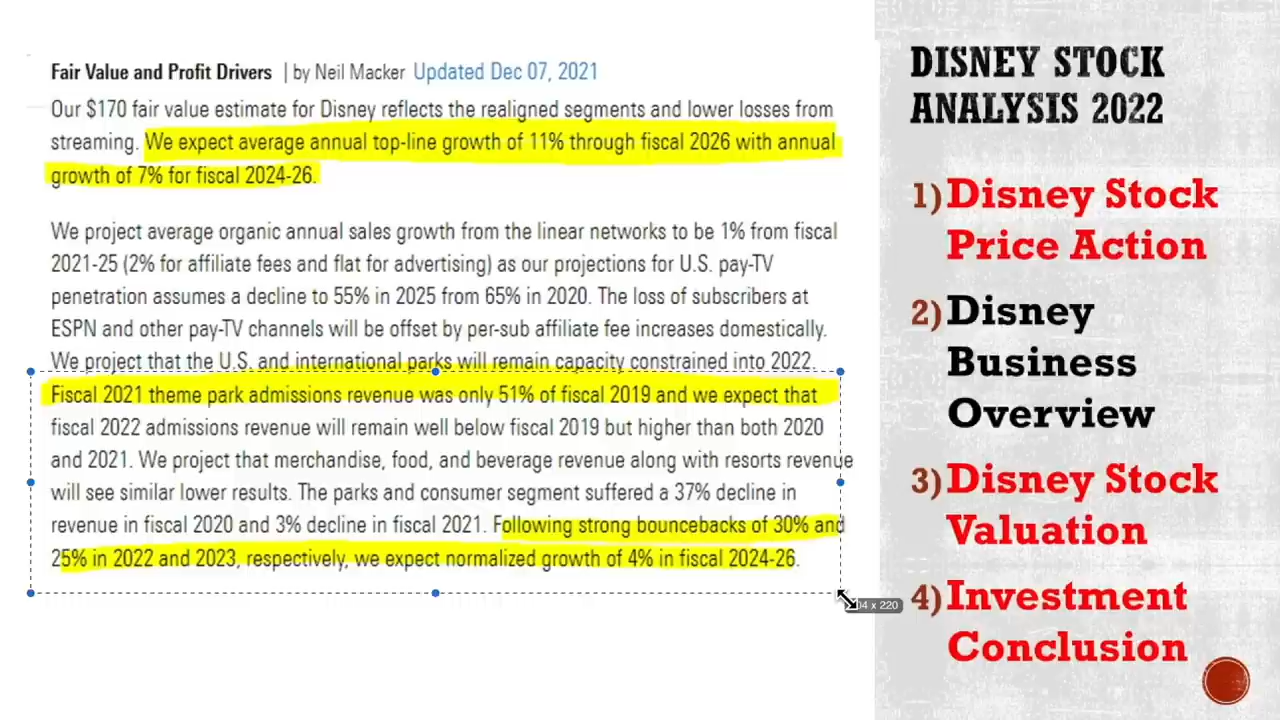 Fair Value and Profit Drivers | by Neil Macker Updated Dec 07, 2021
Our $170 fair value estimate for Disney reflects the realigned segments and lower losses from
streaming. We expect average annual top-line growth of 11% through fiscal 2026 with annual
growth of 7% for fiscal 2024-26.
We project average organic annual sales growth from the linear networks to be 1% from fiscal
2021-25 (2% for affiliate fees and flat for advertising) as our projections for U.S. pay-TV
penetration assumes a decline to 55% in 2025 from 65% in 2020. The loss of subscribers at
ESPN and other pay-TV channels will be offset by per-sub affiliate fee increases domestically.
We project that the U.S. and international parks will remain capacity constrained into 2022.
Fiscal 2021 theme park admissions revenue was only 51% of fiscal 2019 and we expect that
fiscal 2022 admissions revenue will remain well below fiscal 2019 but higher than both 2020
and 2021. We project that merchandise, food, and beverage revenue along with resorts revenue
will see similar lower results. The parks and consumer segment suffered a 37% decline in
revenue in fiscal 2020 and 3% decline in fiscal 2021. Following strong bouncebacks of 30% and
25% in 2022 and 2023, respectively, we expect normalized growth of 4% in fiscal 2024-26.
x 220
DISNEY STOCK
ANALYSIS 2022
1) Disney Stock
Price Action
2) Disney
Business
Overview
3) Disney Stock
Valuation
4) Investment
Conclusion